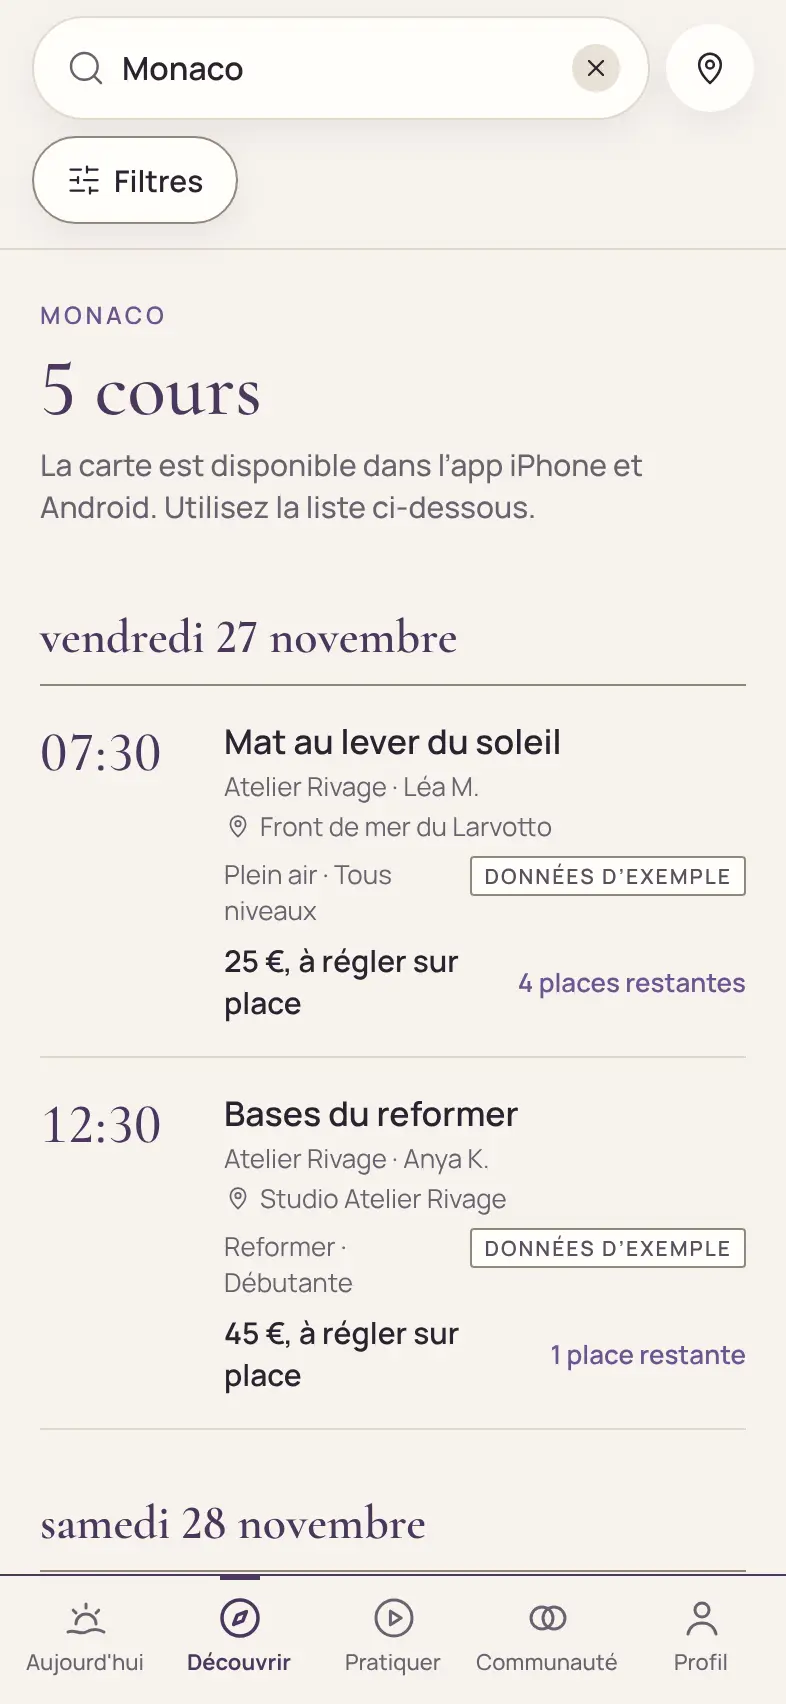 Monaco
Filtres
MONACO
5 cours
La carte est disponible dans l’app iPhone et
Android. Utilisez la liste ci-dessous.
vendredi 27 novembre
07:30
Mat au lever du soleil
Atelier Rivage · Léa M.
Front de mer du Larvotto
Plein air · Tous
niveaux
DONNÉES D’EXEMPLE
25 €, à régler sur
place
4 places restantes
12:30
Bases du reformer
Atelier Rivage · Anya K.
Studio Atelier Rivage
Reformer ·
Débutante
DONNÉES D’EXEMPLE
45 €, à régler sur
place
1 place restante
samedi 28 novembre
Aujourd'hui
Découvrir
Pratiquer
Communauté
Profil